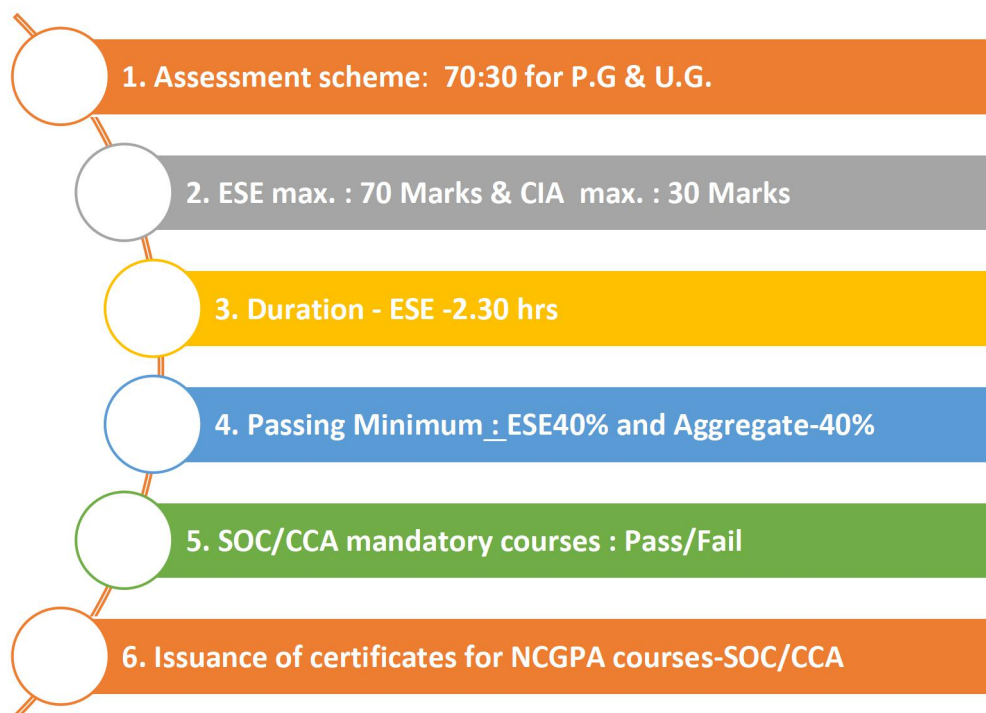 1. Assessment scheme: 70:30 for P.G & U.G.
2. ESE max. : 70 Marks & CIA max. : 30 Marks
3. Duration - ESE -2.30 hrs
4. Passing Minimum : ESE40% and Aggregate-40%
5. SOC/CCA mandatory courses : Pass/Fail
6. Issuance of certificates for NCGPA courses-SOC/CCA